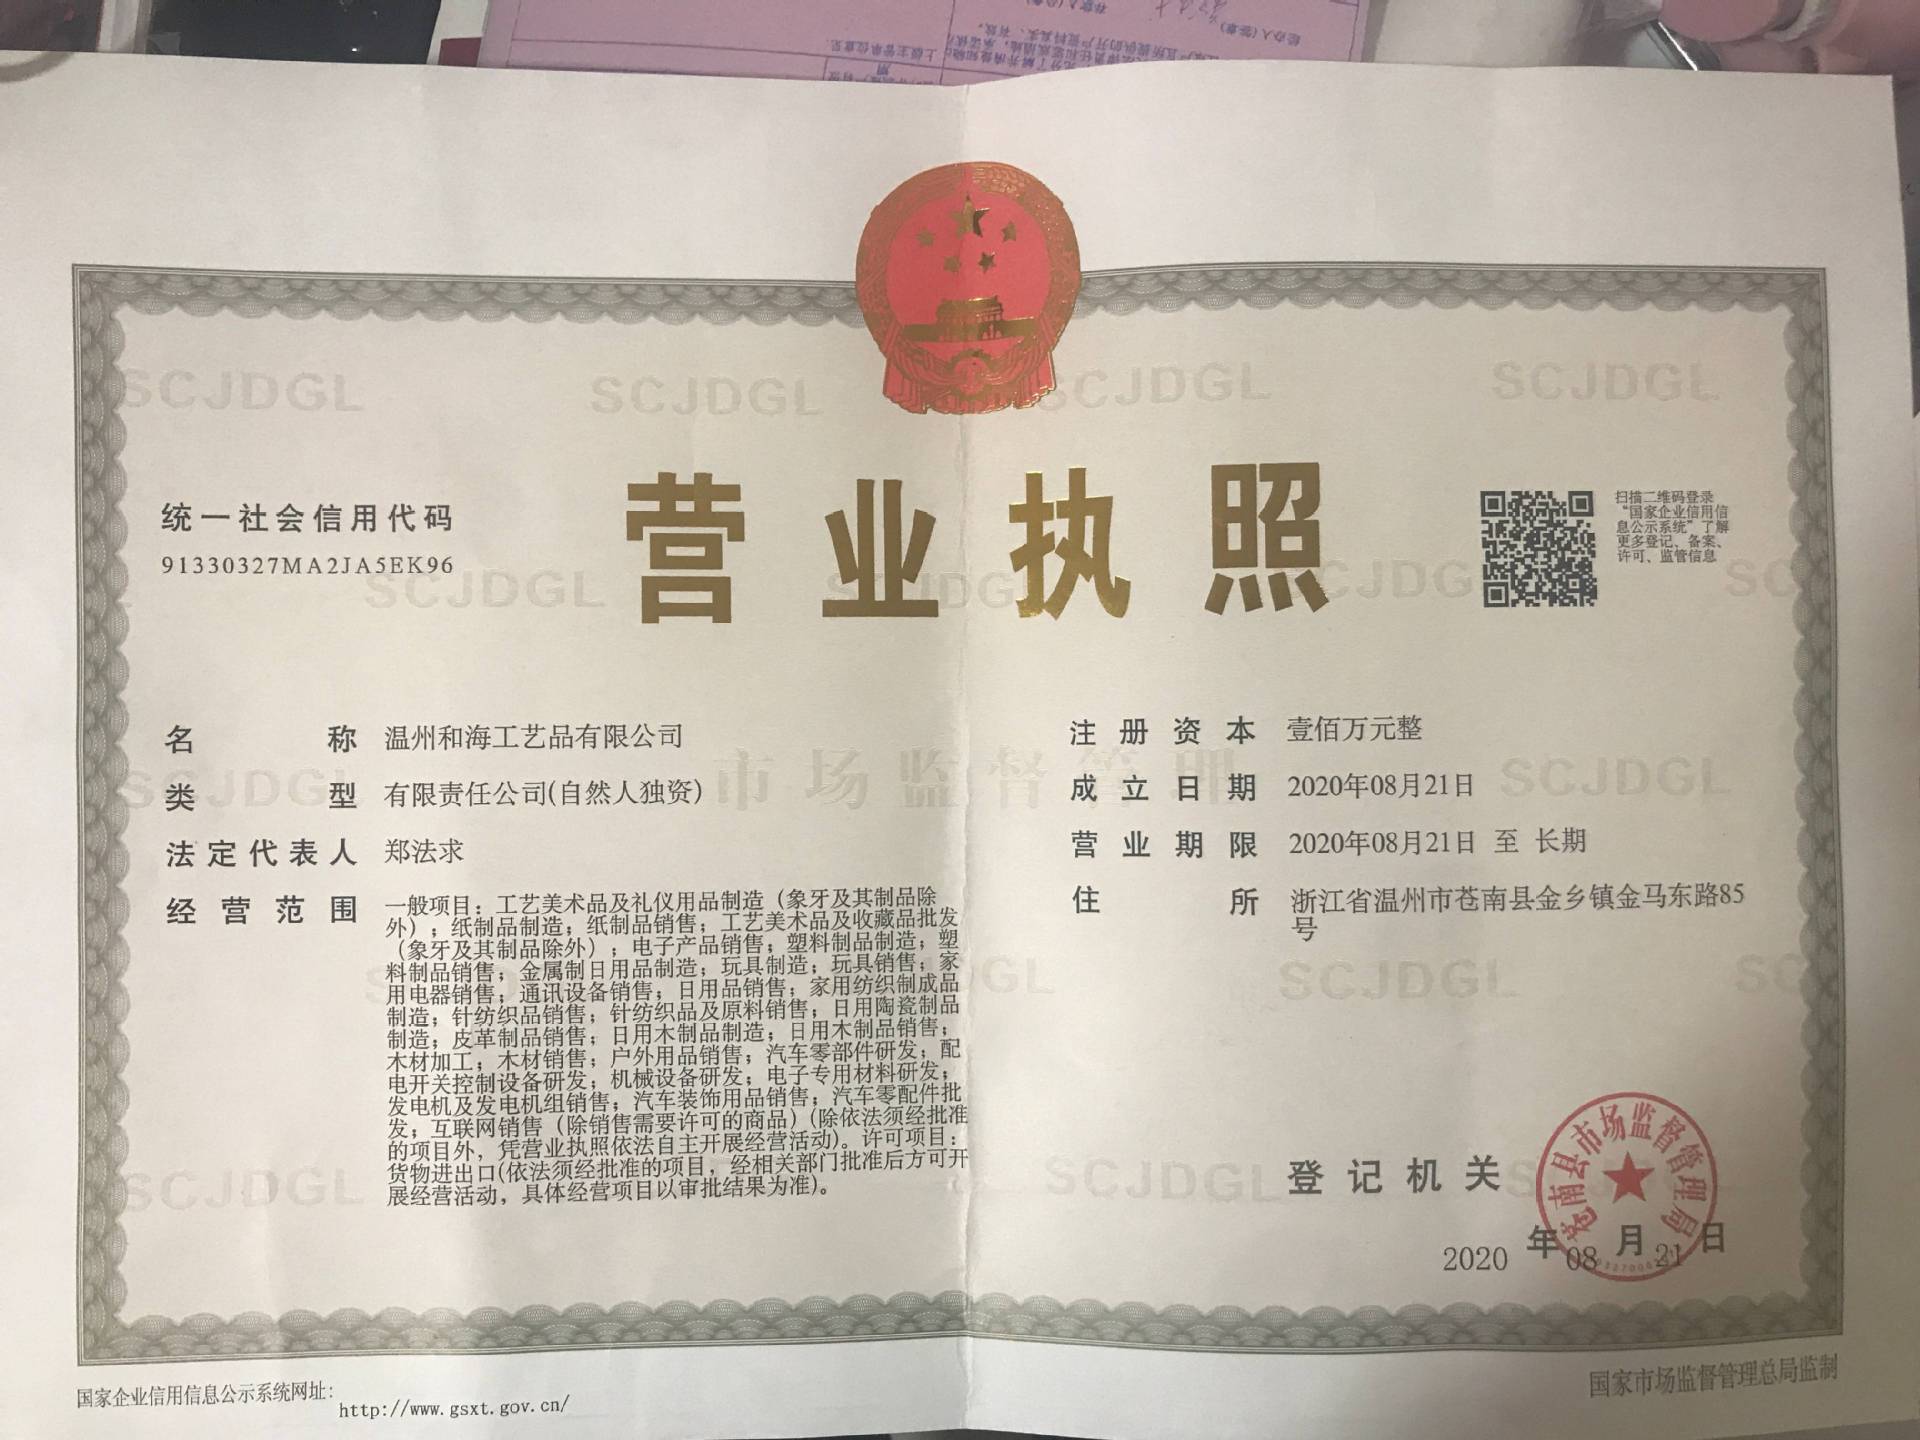 统一社会信用代码
91330327MA2JA5EK96
营业执照
扫描二维码登录
“国家企业信用信
息公示系统”了解
更多登记、备案、
许可、监管信息
名称 温州和海工艺品有限公司
类型 有限责任公司(自然人独资)
法定代表人 郑法求
经营范围 一般项目：工艺美术品及礼仪用品制造（象牙及其制品除
外）；纸制品制造；纸制品销售；工艺美术品及收藏品批发
（象牙及其制品除外）；电子产品销售；塑料制品制造；塑
料制品销售；金属制日用品制造；玩具制造；玩具销售；家
用电器销售；通讯设备销售；日用品销售；家用纺织制成品
制造；针纺织品销售；针纺织品及原料销售；日用陶瓷制品
制造；皮革制品销售；日用木制品制造；日用木制品销售；
木材加工；木材销售；户外用品销售；汽车零部件研发；配
电开关控制设备研发；机械设备研发；电子专用材料研发；
发电机及发电机组销售；汽车装饰用品销售；汽车零配件批
发；互联网销售（除销售需要许可的商品）(除依法须经批准
的项目外，凭营业执照依法自主开展经营活动)。许可项目：
货物进出口(依法须经批准的项目，经相关部门批准后方可开
展经营活动，具体经营项目以审批结果为准)。
注册资本 壹佰万元整
成立日期 2020年08月21日
营业期限 2020年08月21日 至 长期
住所 浙江省温州市苍南县金乡镇金马东路85
号
登记机关
苍南县市场监督管理局
2020 年 08 月 21 日
国家企业信用信息公示系统网址：
http://www.gsxt.gov.cn/
国家市场监督管理总局监制
市场监督管理
SCJDGL